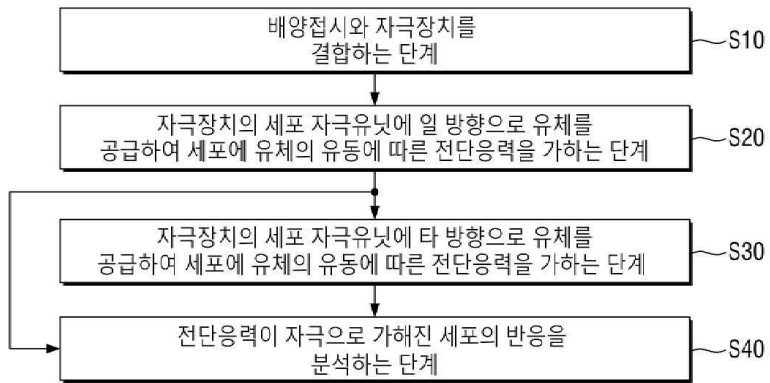 배양접시와 자극장치를
결합하는 단계
S10
자극장치의 세포 자극유닛에 일 방향으로 유체를
공급하여 세포에 유체의 유동에 따른 전단응력을 가하는 단계
S20
자극장치의 세포 자극유닛에 타 방향으로 유체를
공급하여 세포에 유체의 유동에 따른 전단응력을 가하는 단계
S30
전단응력이 자극으로 가해진 세포의 반응을
분석하는 단계
S40